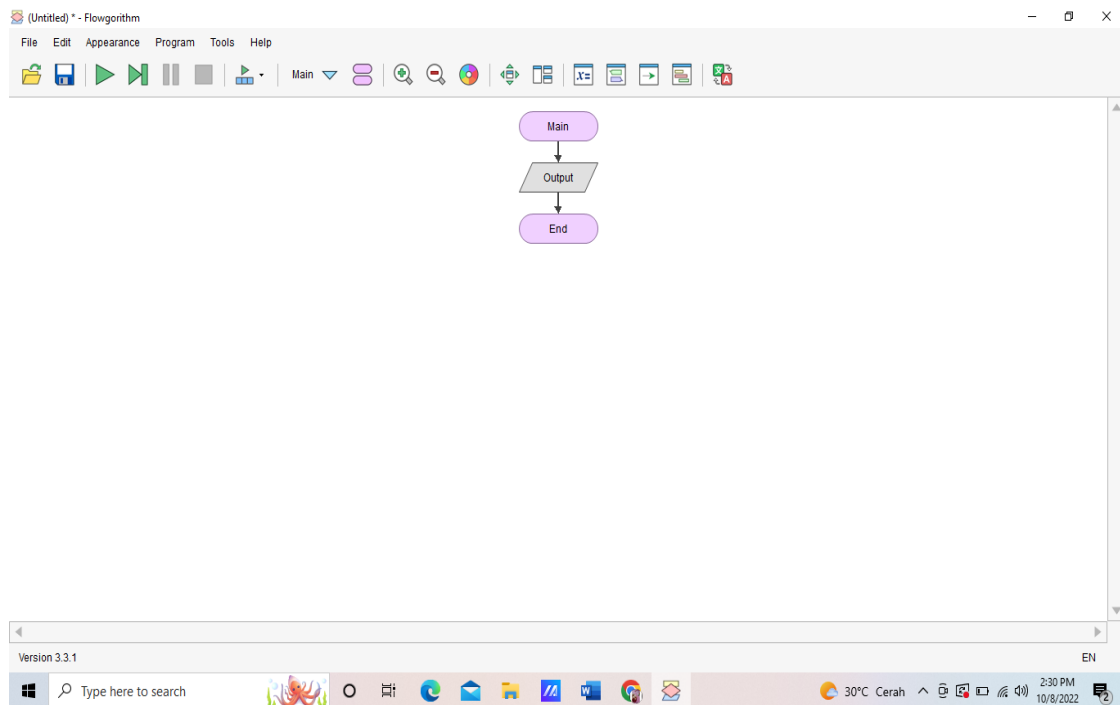 (Untitled) * - Flowgorithm
File Edit Appearance Program Tools Help
Main
x=
Main
Output
End
Version 3.3.1 EN
Type here to search
30°C Cerah
2:30 PM
10/8/2022
2